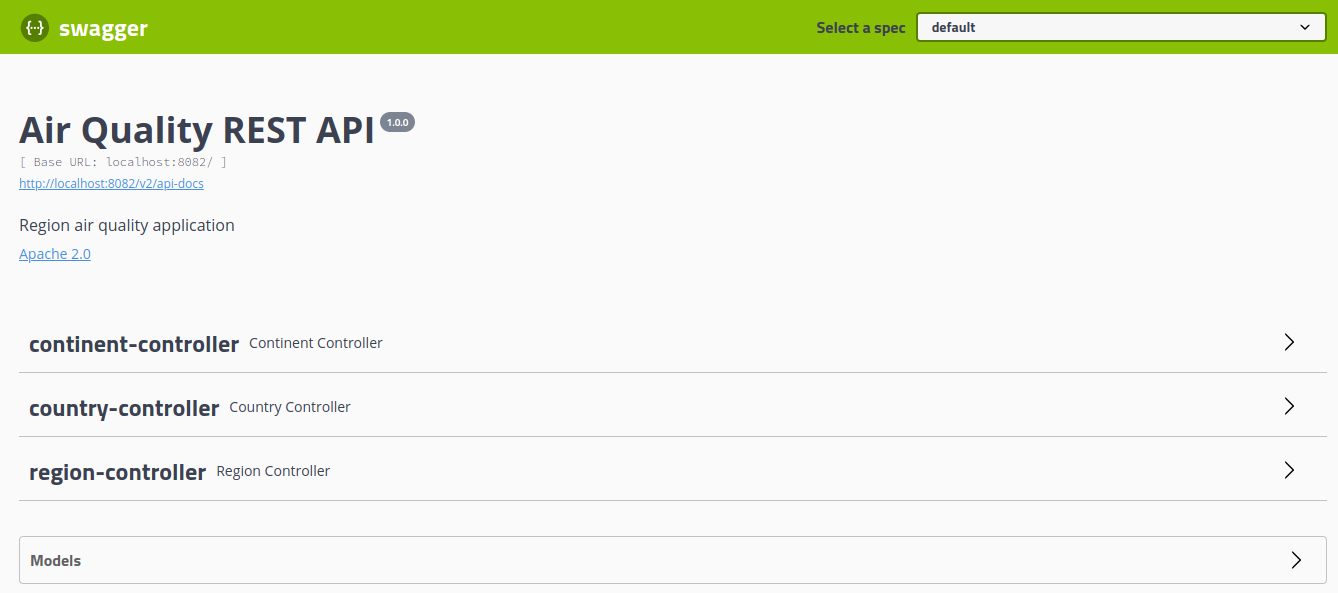 {···} swagger Select a spec default
Air Quality REST API 1.0.0
[ Base URL: localhost:8082/ ]
http://localhost:8082/v2/api-docs
Region air quality application
Apache 2.0
continent-controller Continent Controller
country-controller Country Controller
region-controller Region Controller
Models